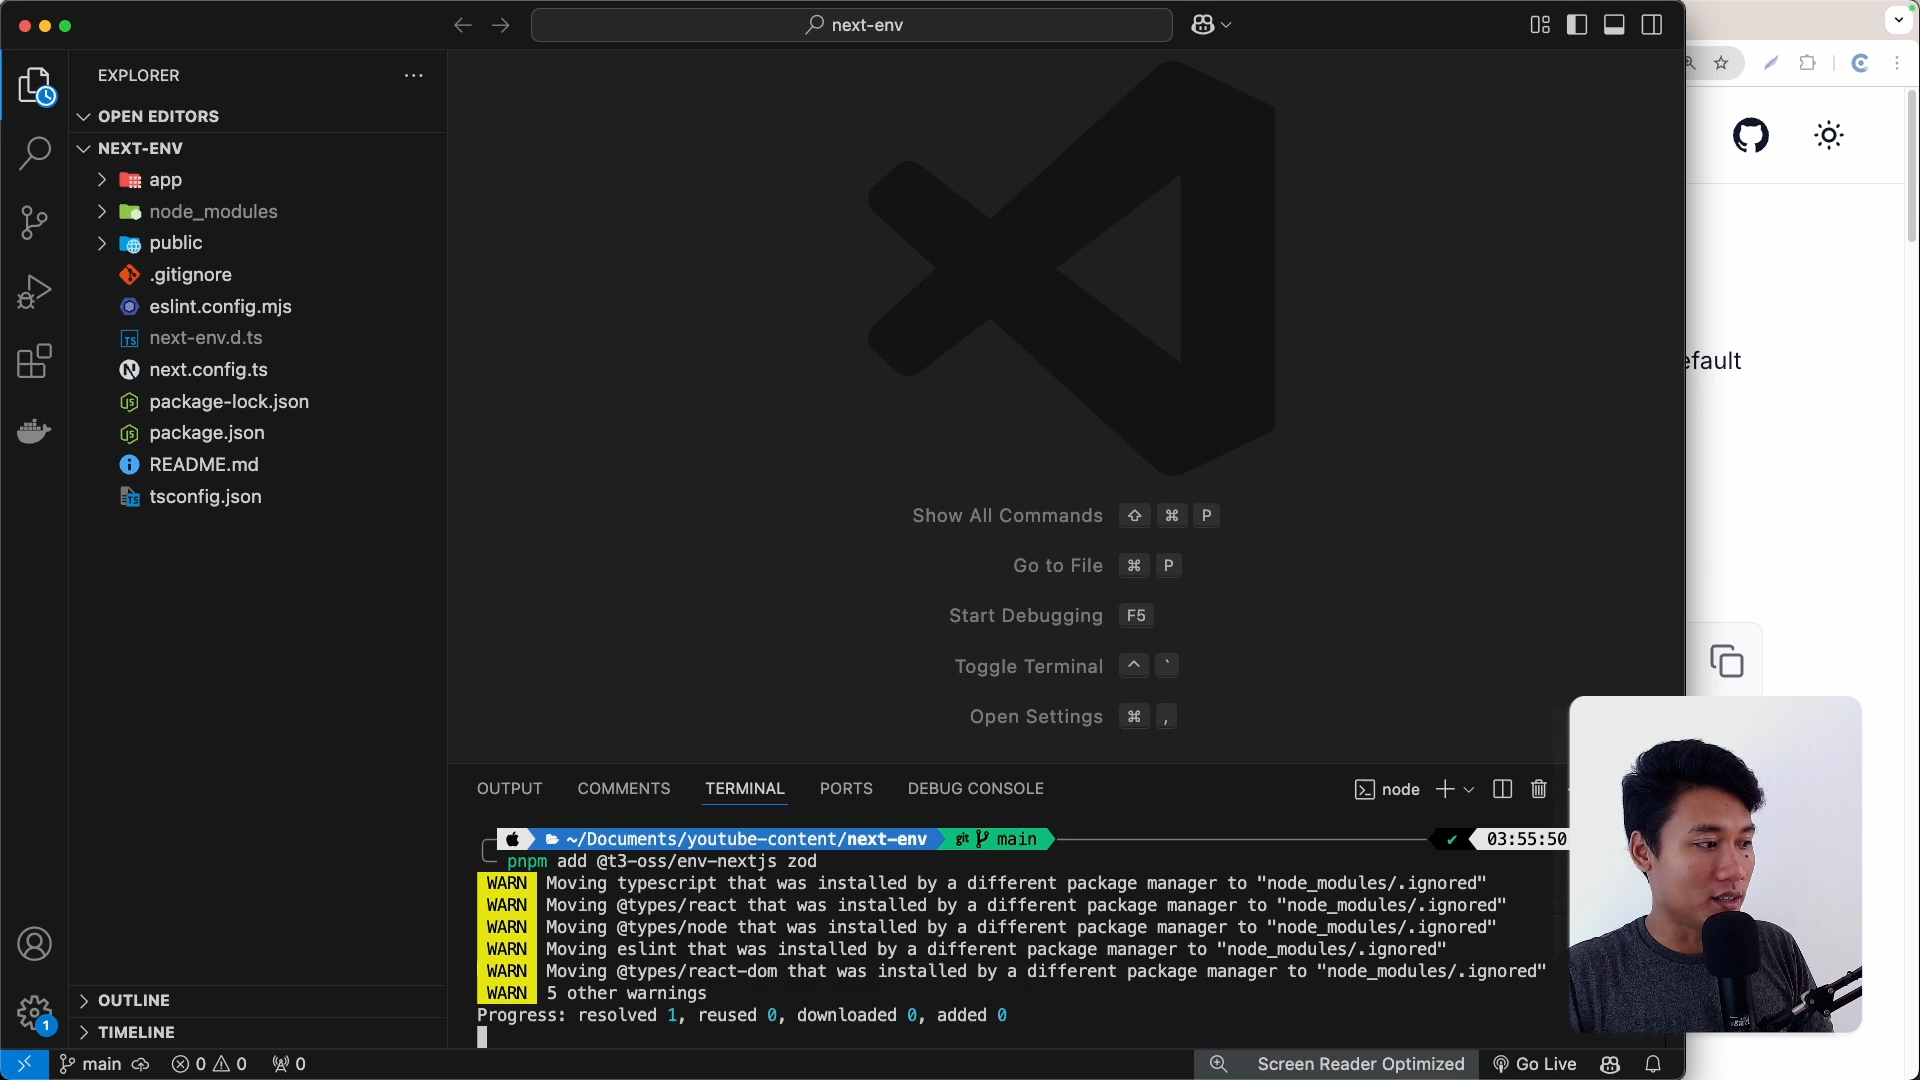 next-env
EXPLORER
OPEN EDITORS
NEXT-ENV
app
node_modules
public
.gitignore
eslint.config.mjs
next-env.d.ts
next.config.ts
package-lock.json
package.json
README.md
tsconfig.json
OUTLINE
TIMELINE
Show All Commands ⇧ ⌘ P
Go to File ⌘ P
Start Debugging F5
Toggle Terminal ^ `
Open Settings ⌘ ,
efault
OUTPUT COMMENTS TERMINAL PORTS DEBUG CONSOLE node
~/Documents/youtube-content/next-env git main ✔ 03:55:50
pnpm add @t3-oss/env-nextjs zod
WARN Moving typescript that was installed by a different package manager to "node_modules/.ignored"
WARN Moving @types/react that was installed by a different package manager to "node_modules/.ignored"
WARN Moving @types/node that was installed by a different package manager to "node_modules/.ignored"
WARN Moving eslint that was installed by a different package manager to "node_modules/.ignored"
WARN Moving @types/react-dom that was installed by a different package manager to "node_modules/.ignored"
WARN 5 other warnings
Progress: resolved 1, reused 0, downloaded 0, added 0
1
main 0 0 0 Screen Reader Optimized Go Live